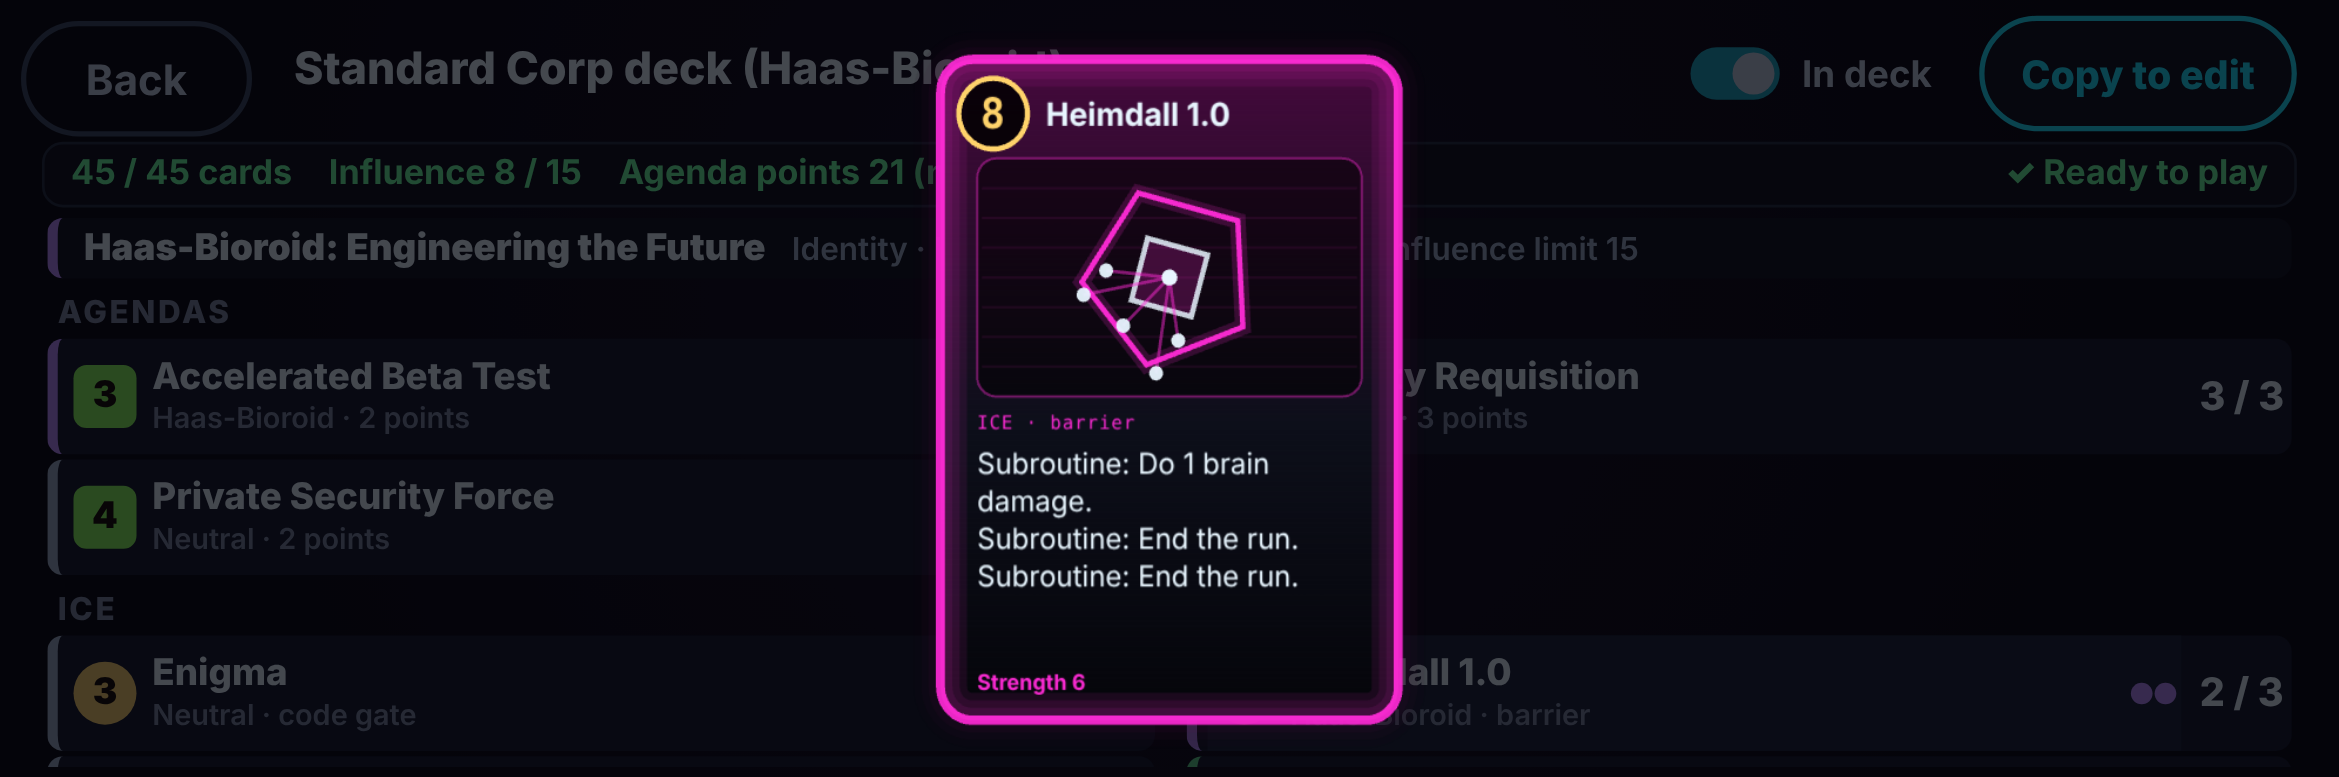 Back
Standard Corp deck (Haas-Bioroid)
In deck
Copy to edit
45 / 45 cards
Influence 8 / 15
Agenda points 21
✓ Ready to play
Haas-Bioroid: Engineering the Future
Identity ·
Influence limit 15
AGENDAS
3
Accelerated Beta Test
Haas-Bioroid · 2 points
y Requisition
· 3 points
3 / 3
4
Private Security Force
Neutral · 2 points
ICE
3
Enigma
Neutral · code gate
dall 1.0
Bioroid · barrier
2 / 3
8
Heimdall 1.0
ICE · barrier
Subroutine: Do 1 brain
damage.
Subroutine: End the run.
Subroutine: End the run.
Strength 6